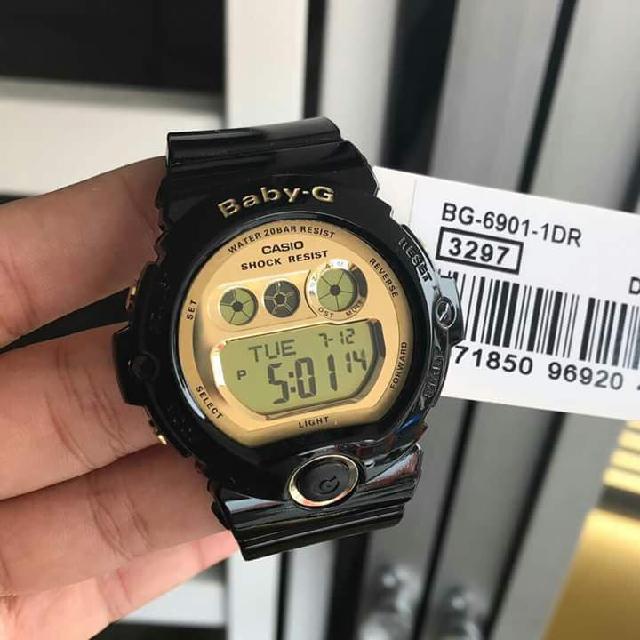 Baby-G
WATER 20BAR RESIST
CASIO
SHOCK RESIST
RESET
SET
REVERSE
DST MUTE
TUE 7-12
P 5:01 14
SELECT
FORWARD
LIGHT
G
BG-6901-1DR
3297
D
71850 96920